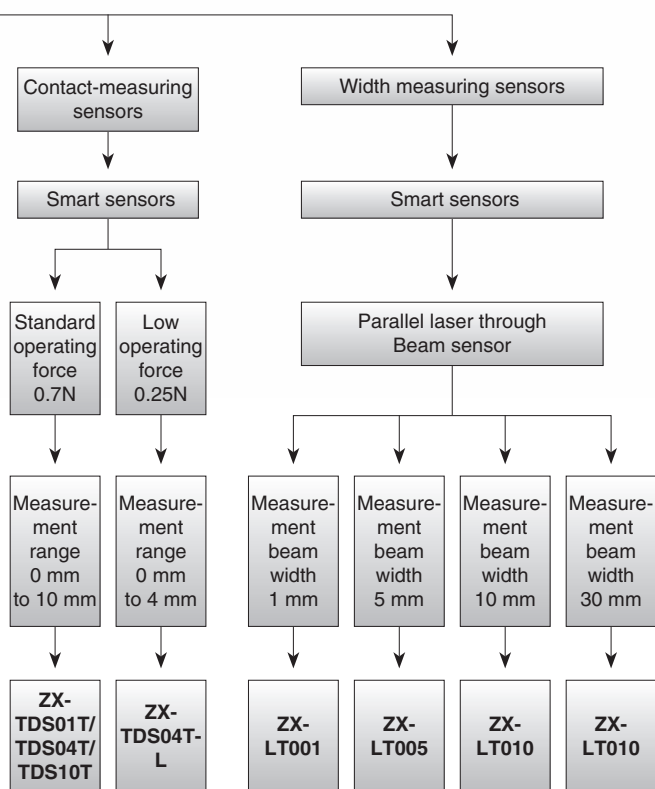 Contact-measuring
sensors
Width measuring sensors
Smart sensors
Smart sensors
Standard
operating
force
0.7N
Low
operating
force
0.25N
Parallel laser through
Beam sensor
Measure-
ment
range
0 mm
to 10 mm
Measure-
ment
range
0 mm
to 4 mm
Measure-
ment
beam
width
1 mm
Measure-
ment
beam
width
5 mm
Measure-
ment
beam
width
10 mm
Measure-
ment
beam
width
30 mm
ZX-
TDS01T/
TDS04T/
TDS10T
ZX-
TDS04T-
L
ZX-
LT001
ZX-
LT005
ZX-
LT010
ZX-
LT010